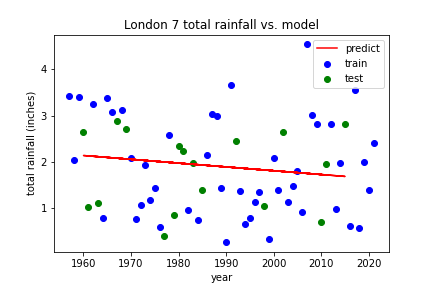 London 7 total rainfall vs. model
predict
train
test
total rainfall (inches)
4
3
2
1
1960 1970 1980 1990 2000 2010 2020
year